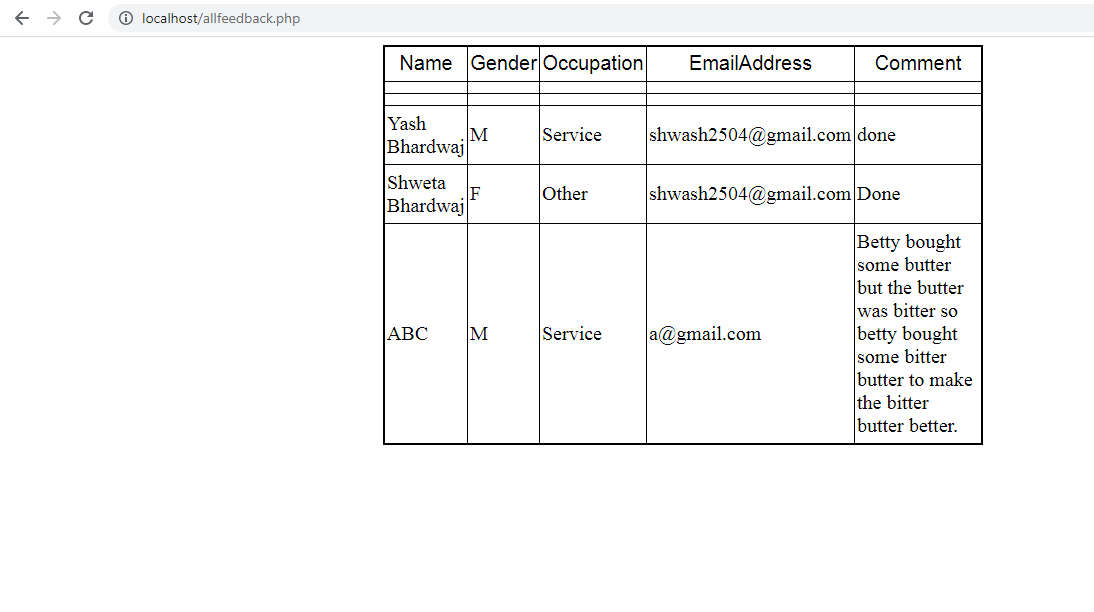 localhost/allfeedback.php
Name Gender Occupation EmailAddress Comment
Yash
Bhardwaj
M Service shwash2504@gmail.com done
Shweta
Bhardwaj
F Other shwash2504@gmail.com Done
ABC M Service a@gmail.com
Betty bought
some butter
but the butter
was bitter so
betty bought
some bitter
butter to make
the bitter
butter better.